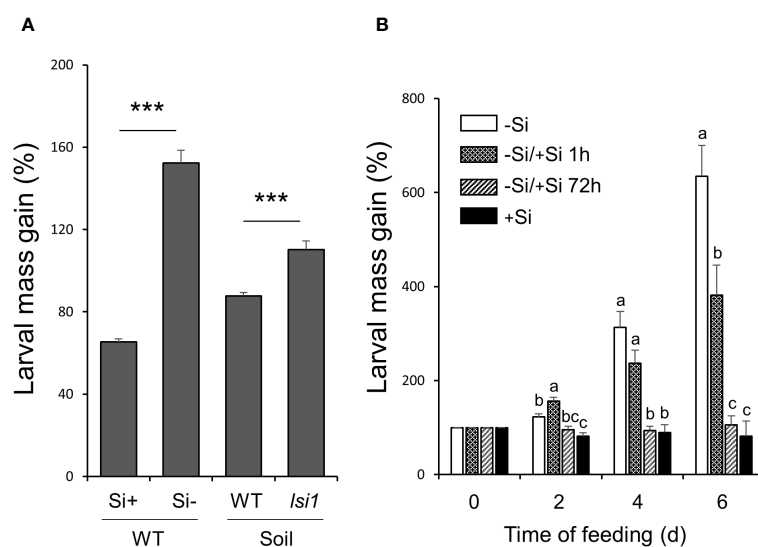 A
Larval mass gain (%)
200
160
120
80
40
0
***
***
Si+ Si- WT lsi1
WT Soil
B
Larval mass gain (%)
800
600
400
200
0
-Si
-Si/+Si 1h
-Si/+Si 72h
+Si
b a bc c
a a b b
a b c c
0 2 4 6
Time of feeding (d)